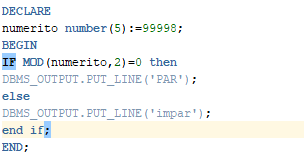 DECLARE
numerito number(5):=99998;
BEGIN
IF MOD(numerito,2)=0 then
DBMS_OUTPUT.PUT_LINE('PAR');
else
DBMS_OUTPUT.PUT_LINE('impar');
end if;
END;